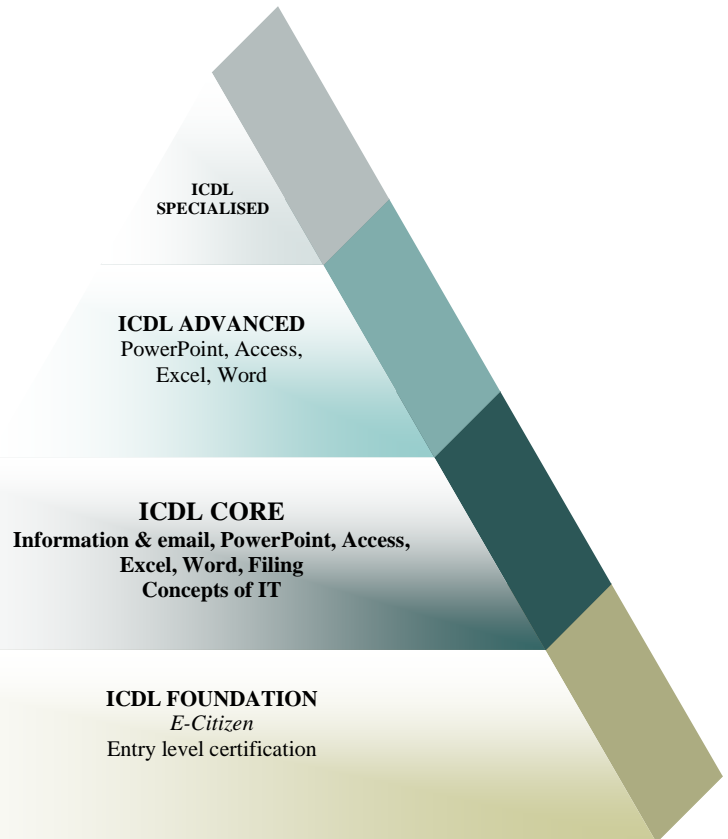 ICDL
SPECIALISED
ICDL ADVANCED
PowerPoint, Access,
Excel, Word
ICDL CORE
Information & email, PowerPoint, Access,
Excel, Word, Filing
Concepts of IT
ICDL FOUNDATION
E-Citizen
Entry level certification